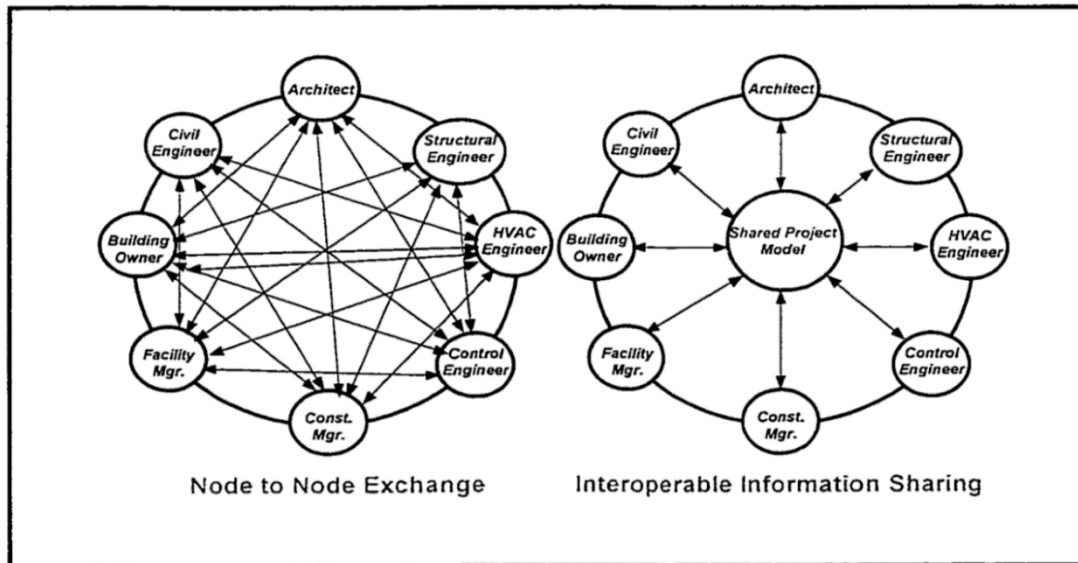 Architect
Civil
Engineer
Structural
Engineer
Building
Owner
HVAC
Engineer
Facility
Mgr.
Control
Engineer
Const.
Mgr.
Node to Node Exchange
Architect
Civil
Engineer
Structural
Engineer
Shared Project
Model
Building
Owner
HVAC
Engineer
Facility
Mgr.
Control
Engineer
Const.
Mgr.
Interoperable Information Sharing